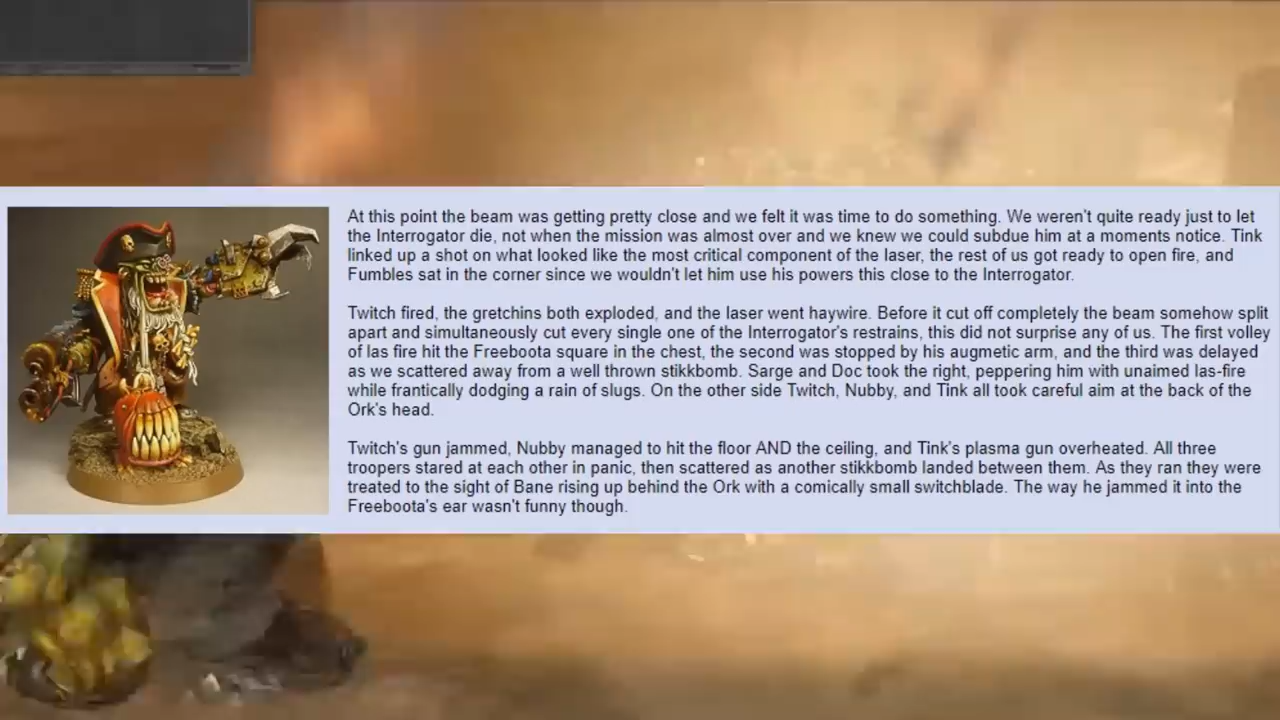 At this point the beam was getting pretty close and we felt it was time to do something. We weren't quite ready just to let
the Interrogator die, not when the mission was almost over and we knew we could subdue him at a moments notice. Tink
linked up a shot on what looked like the most critical component of the laser, the rest of us got ready to open fire, and
Fumbles sat in the corner since we wouldn't let him use his powers this close to the Interrogator.
Twitch fired, the gretchins both exploded, and the laser went haywire. Before it cut off completely the beam somehow split
apart and simultaneously cut every single one of the Interrogator's restrains, this did not surprise any of us. The first volley
of las fire hit the Freeboota square in the chest, the second was stopped by his augmetic arm, and the third was delayed
as we scattered away from a well thrown stikkbomb. Sarge and Doc took the right, peppering him with unaimed las-fire
while frantically dodging a rain of slugs. On the other side Twitch, Nubby, and Tink all took careful aim at the back of the
Ork's head.
Twitch's gun jammed, Nubby managed to hit the floor AND the ceiling, and Tink's plasma gun overheated. All three
troopers stared at each other in panic, then scattered as another stikkbomb landed between them. As they ran they were
treated to the sight of Bane rising up behind the Ork with a comically small switchblade. The way he jammed it into the
Freeboota's ear wasn't funny though.